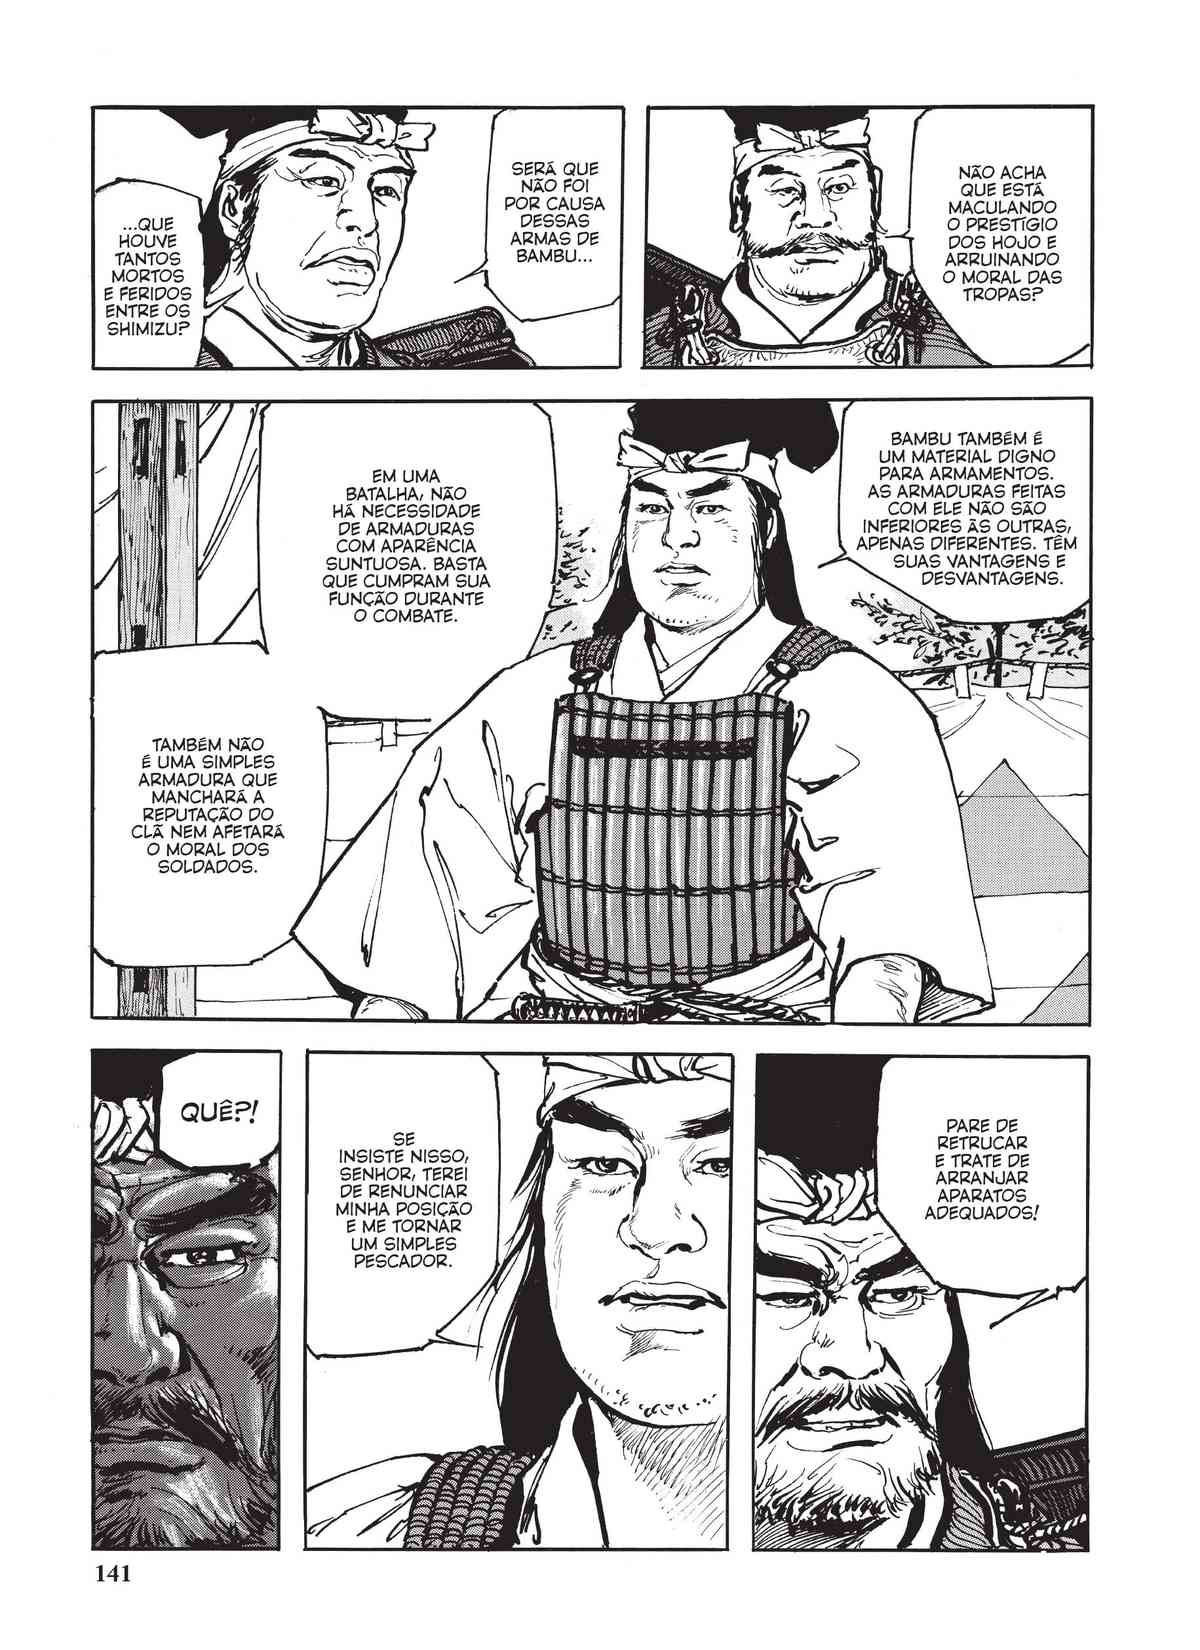 NÃO ACHA
QUE ESTÁ
MACULANDO
O PRESTÍGIO
DOS HOJO E
ARRUINANDO
O MORAL DAS
TROPAS?
SERÁ QUE
NÃO FOI
POR CAUSA
DESSAS
ARMAS DE
BAMBU...
...QUE
HOUVE
TANTOS
MORTOS
E FERIDOS
ENTRE OS
SHIMIZU?
BAMBU TAMBÉM É
UM MATERIAL DIGNO
PARA ARMAMENTOS.
AS ARMADURAS FEITAS
COM ELE NÃO SÃO
INFERIORES ÀS OUTRAS,
APENAS DIFERENTES. TÊM
SUAS VANTAGENS E
DESVANTAGENS.
EM UMA
BATALHA, NÃO
HÁ NECESSIDADE
DE ARMADURAS
COM APARÊNCIA
SUNTUOSA. BASTA
QUE CUMPRAM SUA
FUNÇÃO DURANTE
O COMBATE.
TAMBÉM NÃO
É UMA SIMPLES
ARMADURA QUE
MANCHARÁ A
REPUTAÇÃO DO
CLÃ NEM AFETARÁ
O MORAL DOS
SOLDADOS.
PARE DE
RETRUCAR
E TRATE DE
ARRANJAR
APARATOS
ADEQUADOS!
SE
INSISTE NISSO,
SENHOR, TEREI
DE RENUNCIAR
MINHA POSIÇÃO
E ME TORNAR
UM SIMPLES
PESCADOR.
QUÊ?!
141